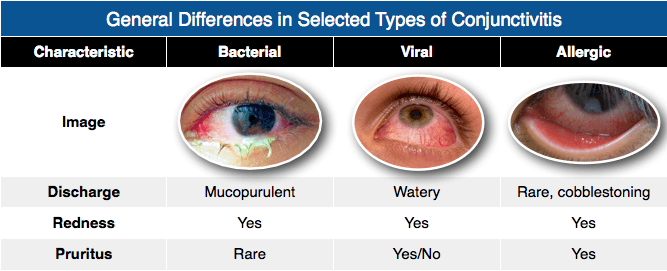 General Differences in Selected Types of Conjunctivitis
Characteristic Bacterial Viral Allergic
Image
Discharge Mucopurulent Watery Rare, cobblestoning
Redness Yes Yes Yes
Pruritus Rare Yes/No Yes